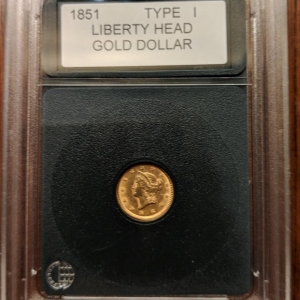 1851 TYPE I
LIBERTY HEAD
GOLD DOLLAR